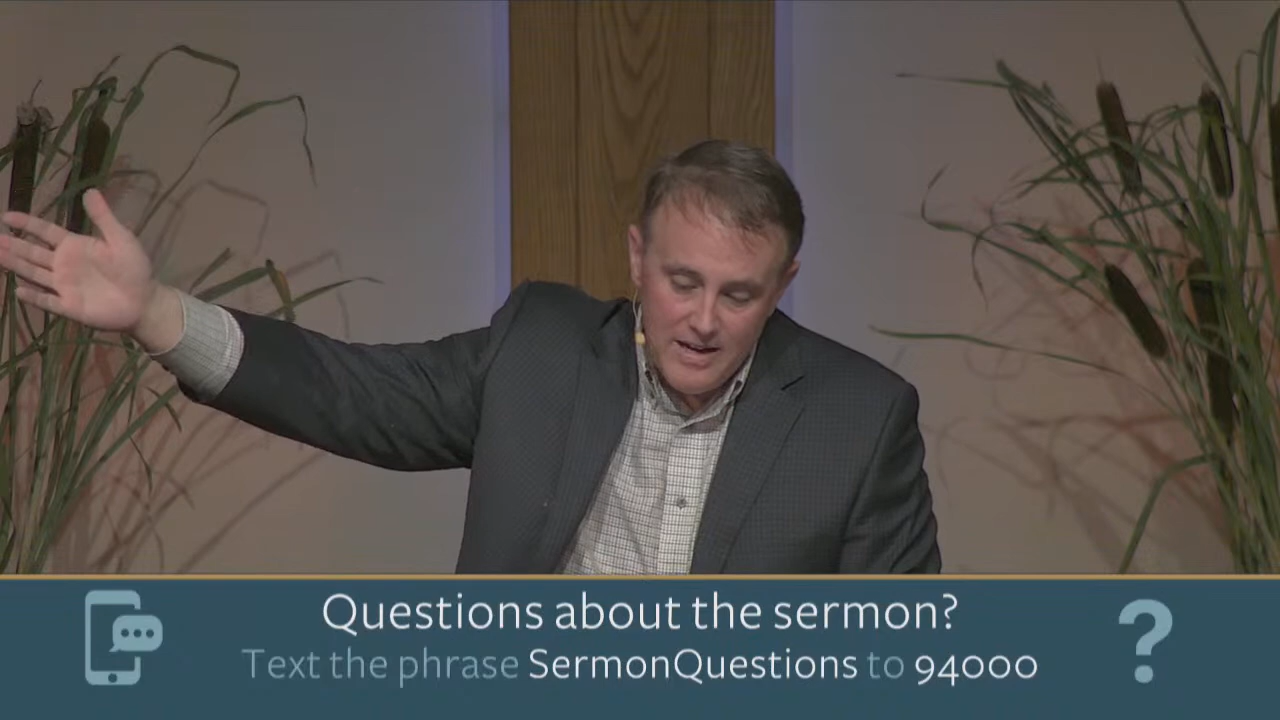 Questions about the sermon?
Text the phrase SermonQuestions to 94000